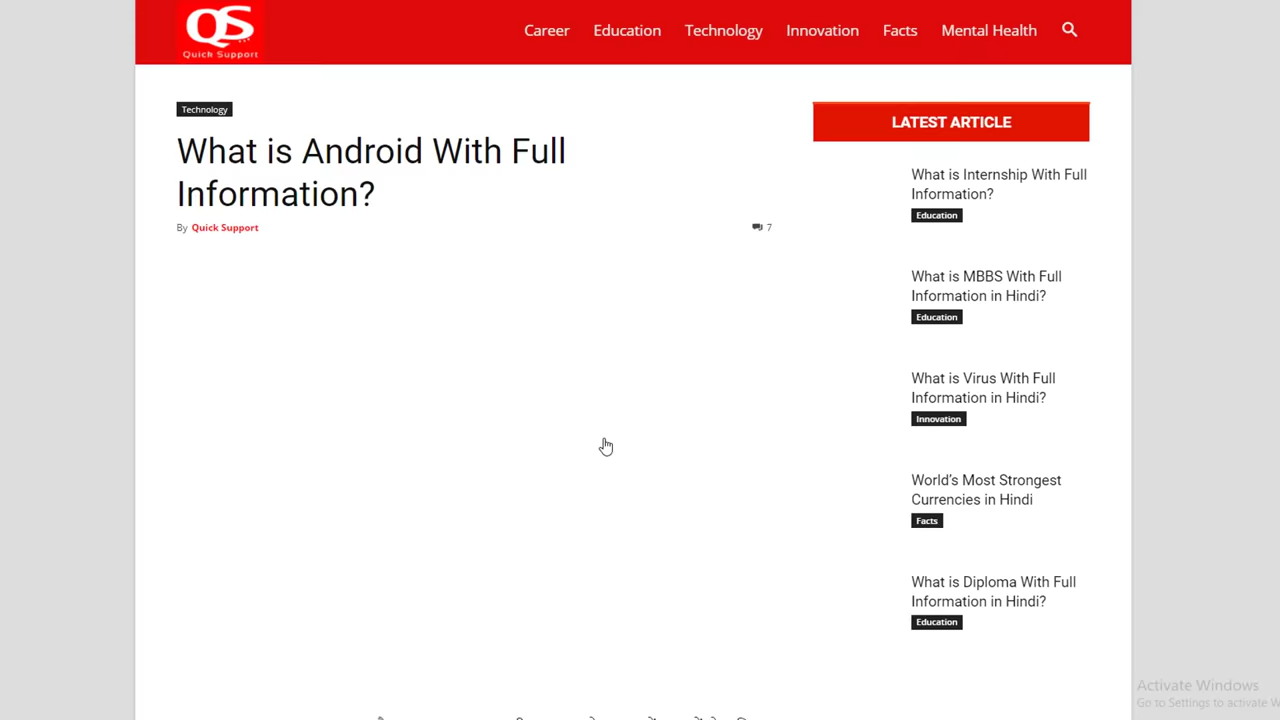 QS
Quick Support
Career Education Technology Innovation Facts Mental Health
Technology
What is Android With Full
Information?
By Quick Support
7
LATEST ARTICLE
What is Internship With Full
Information?
Education
What is MBBS With Full
Information in Hindi?
Education
What is Virus With Full
Information in Hindi?
Innovation
World’s Most Strongest
Currencies in Hindi
Facts
What is Diploma With Full
Information in Hindi?
Education
Activate Windows
Go to Settings to activate W